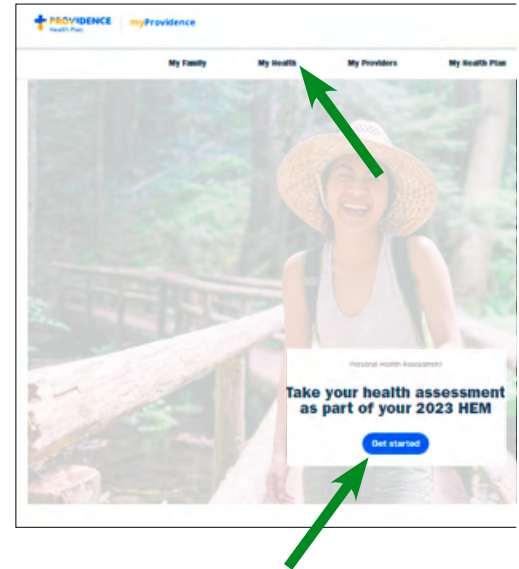 PROVIDENCE
Health Plan
myProvidence
My Family My Health My Providers My Health Plan
Personal Health Assessment
Take your health assessment
as part of your 2023 HEM
Get started